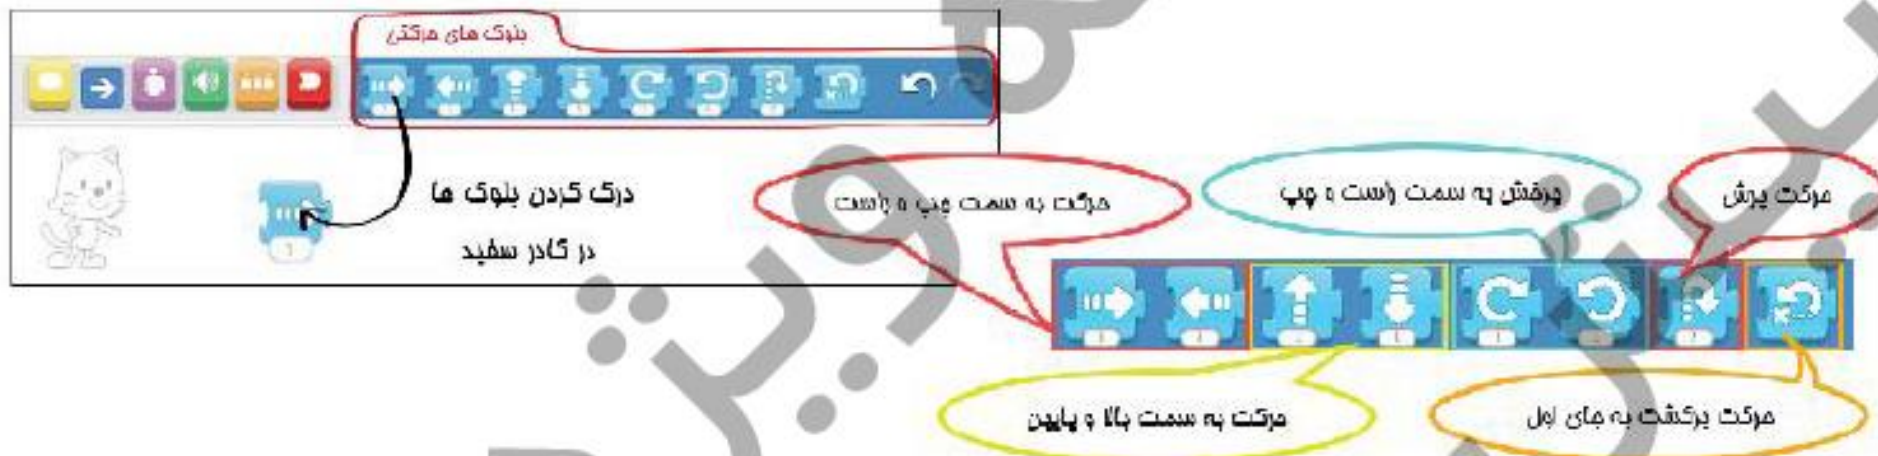 بلوک های حرکتی
درک کردن بلوک ها
در کادر سفید
حرکت به سمت چپ و راست
چرخش به سمت راست و چپ
حرکت پرش
حرکت به سمت بالا و پایین
حرکت برگشت به جای اول